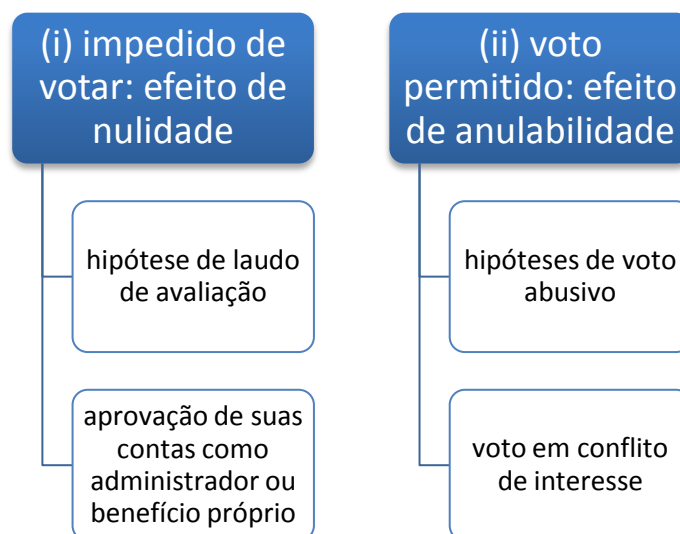 (i) impedido de
votar: efeito de
nulidade
hipótese de laudo
de avaliação
aprovação de suas
contas como
administrador ou
benefício próprio
(ii) voto
permitido: efeito
de anulabilidade
hipóteses de voto
abusivo
voto em conflito
de interesse